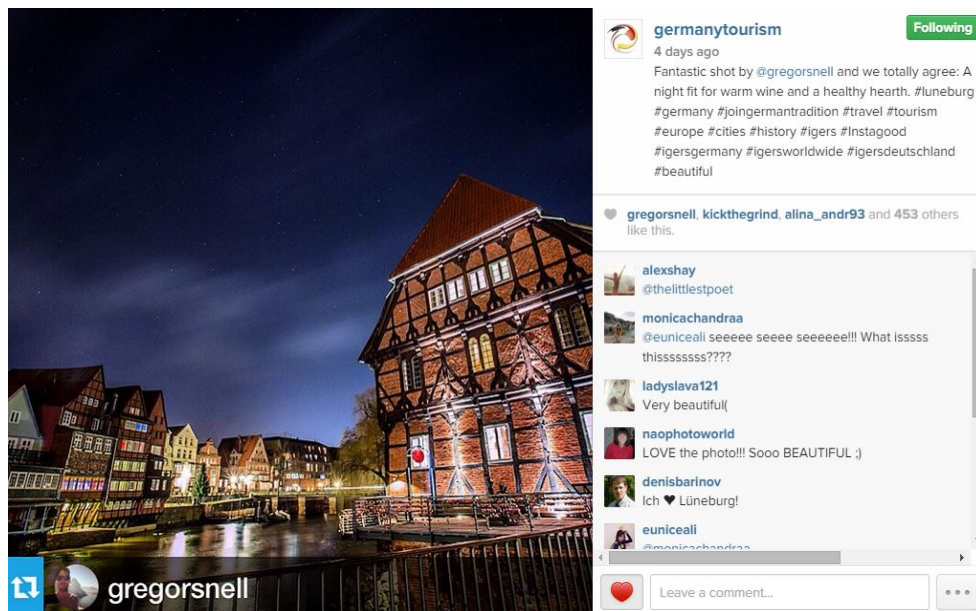 gregorsnell
germanytourism
Following
4 days ago
Fantastic shot by @gregorsnell and we totally agree: A
night fit for warm wine and a healthy hearth. #luneburg
#germany #joingermantradition #travel #tourism
#europe #cities #history #igers #Instagood
#igersgermany #igersworldwide #igersdeutschland
#beautiful
gregorsnell, kickthegrind, alina_andr93 and 453 others
like this.
alexshay
@thelittlestpoet
monicachandraa
@euniceali seeeee seeee seeeeee!!! What isssss
thisssssss????
ladyslava121
Very beautiful(
naophotoworld
LOVE the photo!!! Sooo BEAUTIFUL ;)
denisbarinov
Ich ♥ Lüneburg!
euniceali
@monicachandraa
Leave a comment...